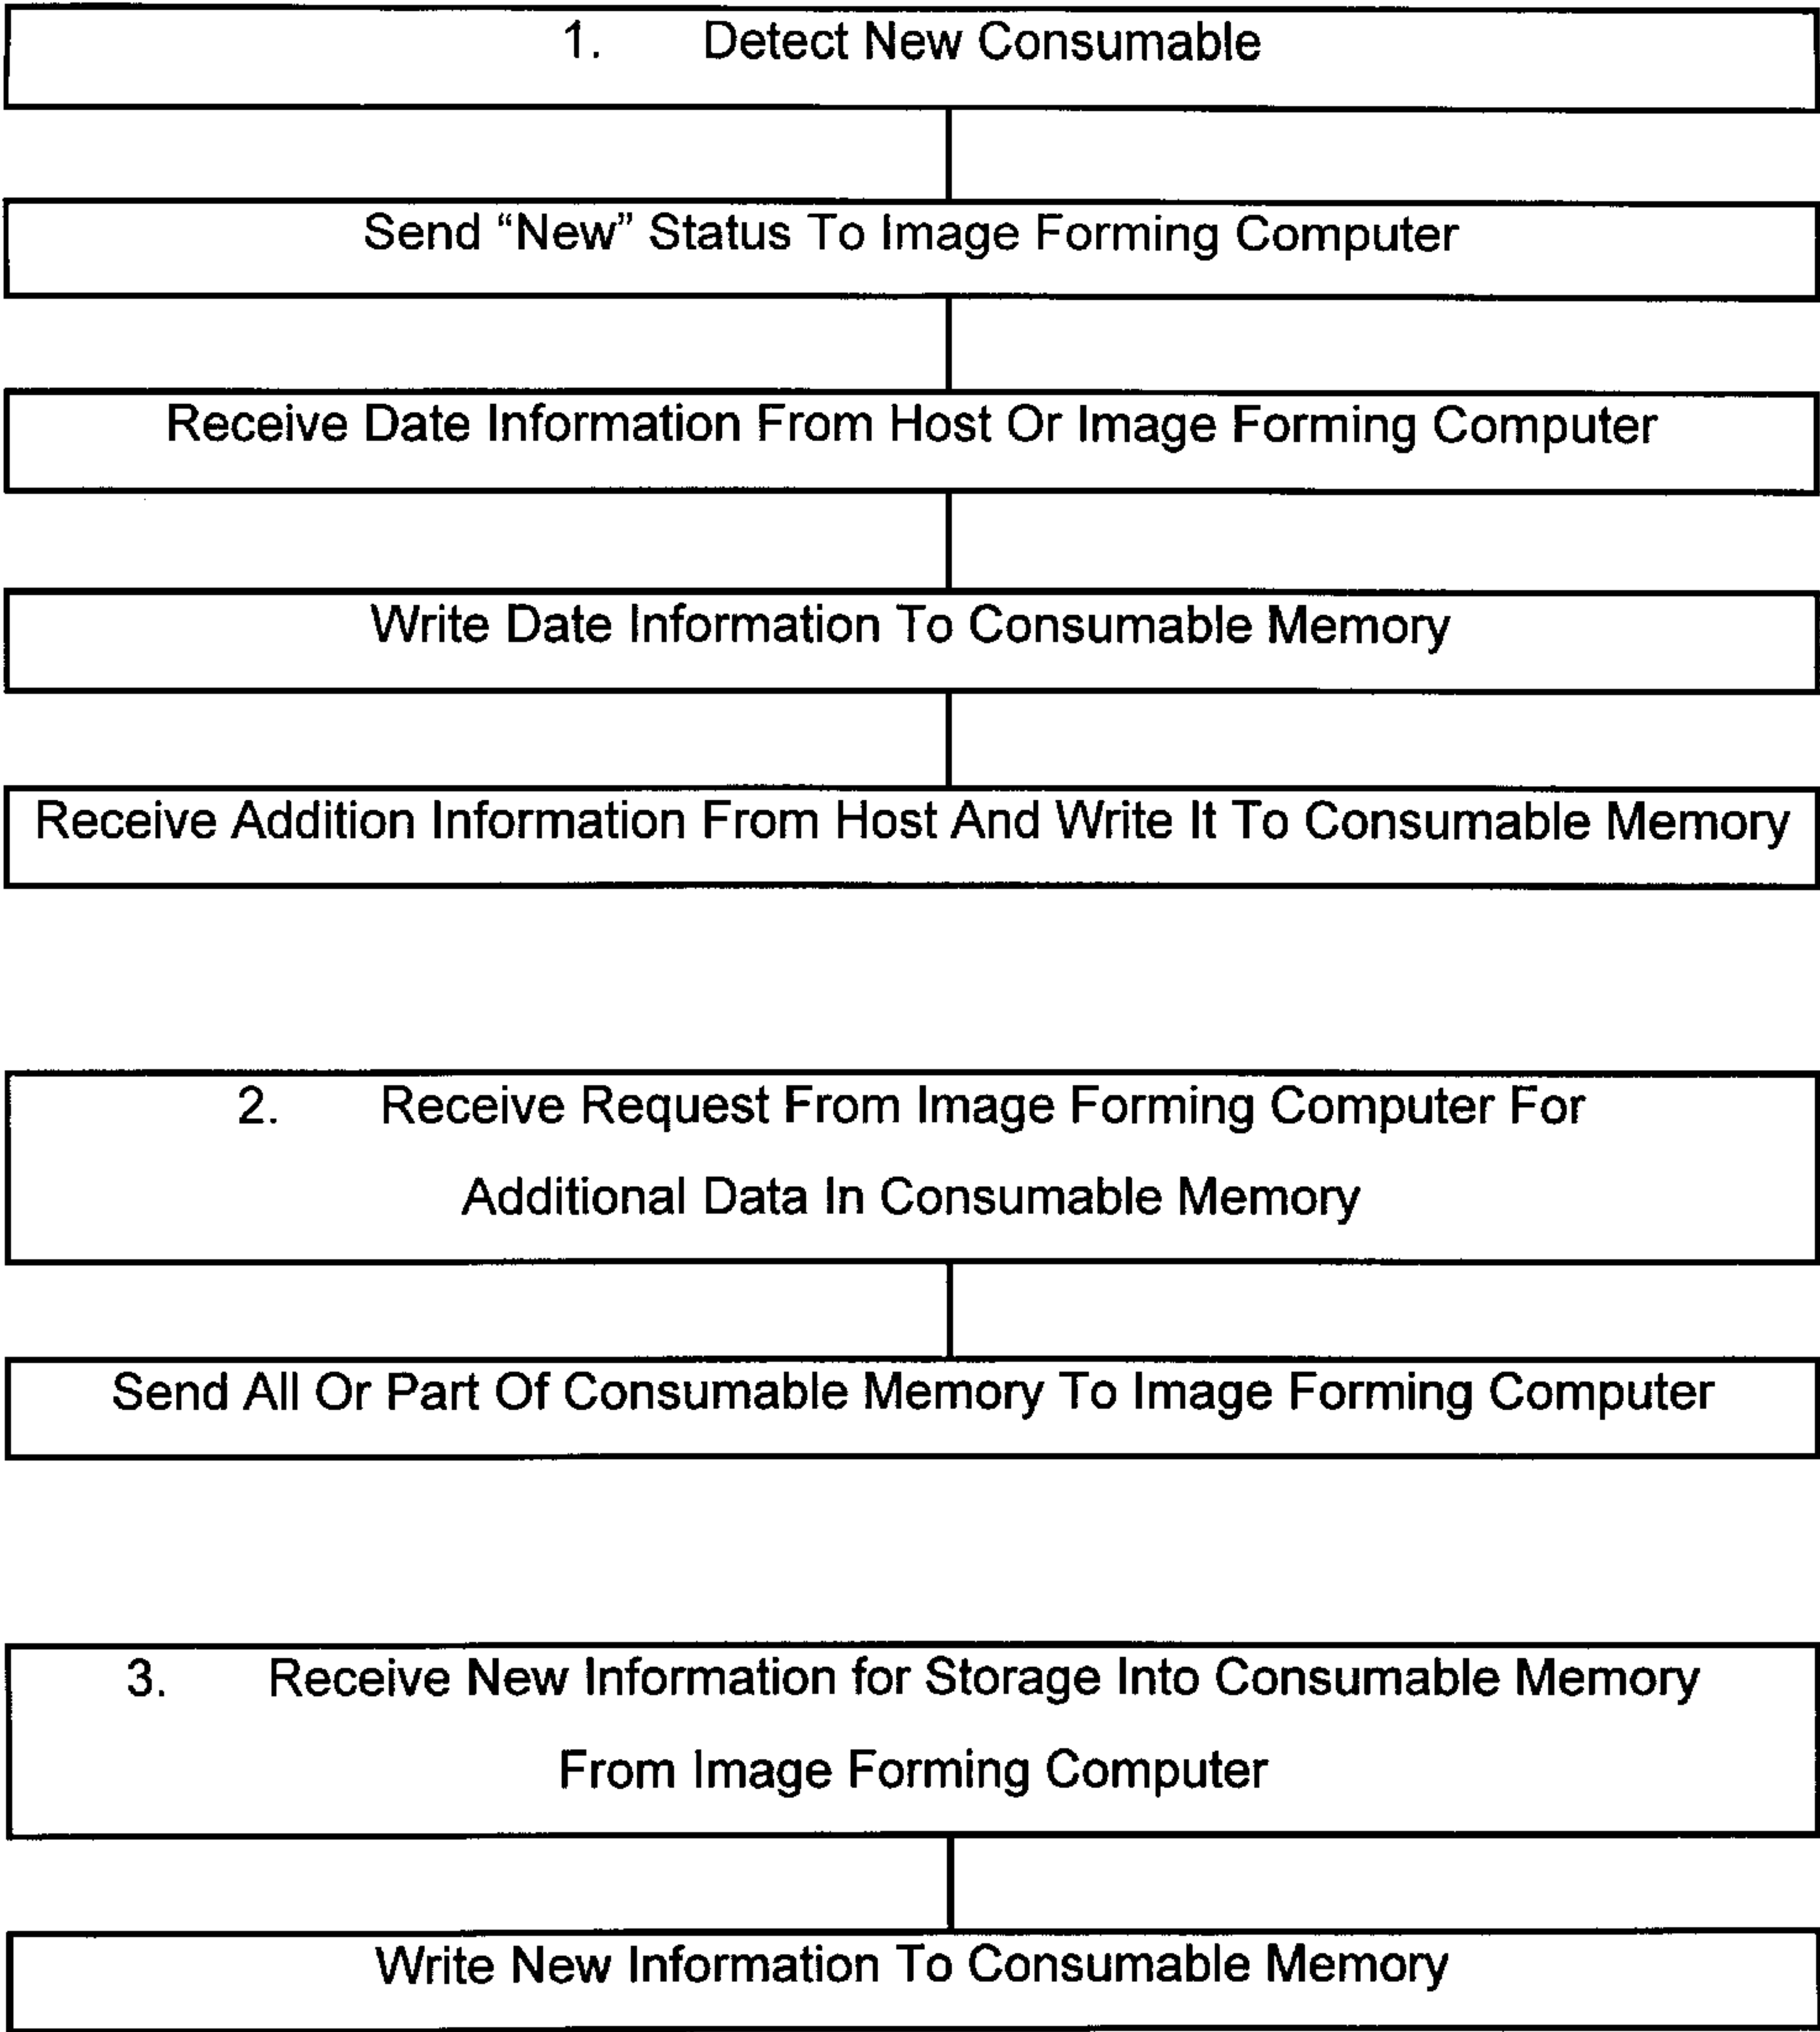 1. Detect New Consumable
Send “New” Status To Image Forming Computer
Receive Date Information From Host Or Image Forming Computer
Write Date Information To Consumable Memory
Receive Addition Information From Host And Write It To Consumable Memory
2. Receive Request From Image Forming Computer For
Additional Data In Consumable Memory
Send All Or Part Of Consumable Memory To Image Forming Computer
3. Receive New Information for Storage Into Consumable Memory
From Image Forming Computer
Write New Information To Consumable Memory